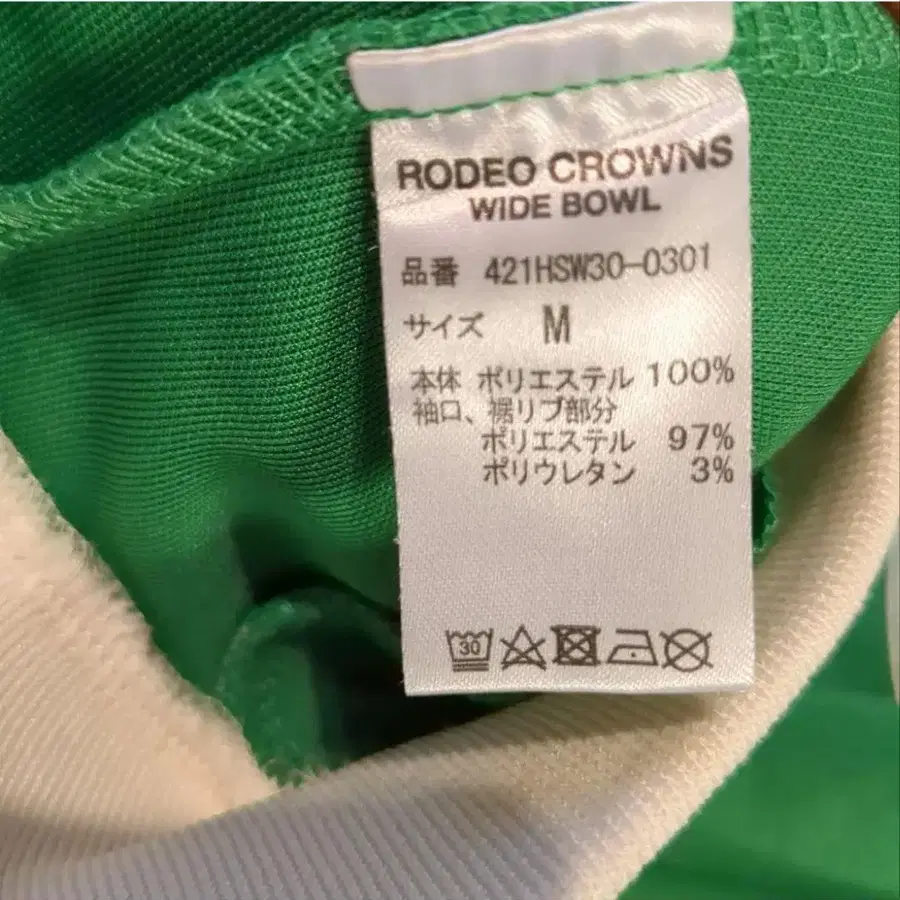 RODEO CROWNS
WIDE BOWL
品番 421HSW30-0301
サイズ M
本体 ポリエステル 100%
袖口、裾リブ部分
ポリエステル 97%
ポリウレタン 3%
30